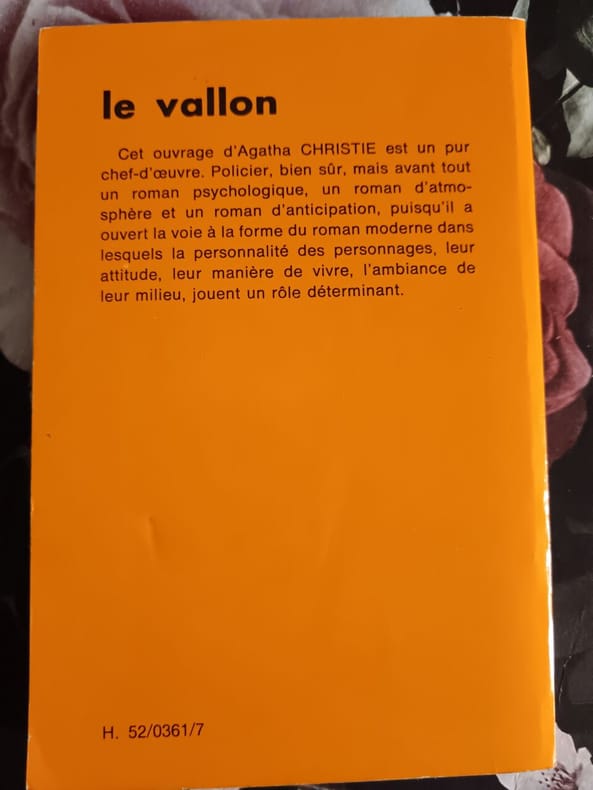 le vallon
Cet ouvrage d'Agatha CHRISTIE est un pur
chef-d'œuvre. Policier, bien sûr, mais avant tout
un roman psychologique, un roman d'atmo-
sphère et un roman d'anticipation, puisqu'il a
ouvert la voie à la forme du roman moderne dans
lesquels la personnalité des personnages, leur
attitude, leur manière de vivre, l'ambiance de
leur milieu, jouent un rôle déterminant.
H. 52/0361/7